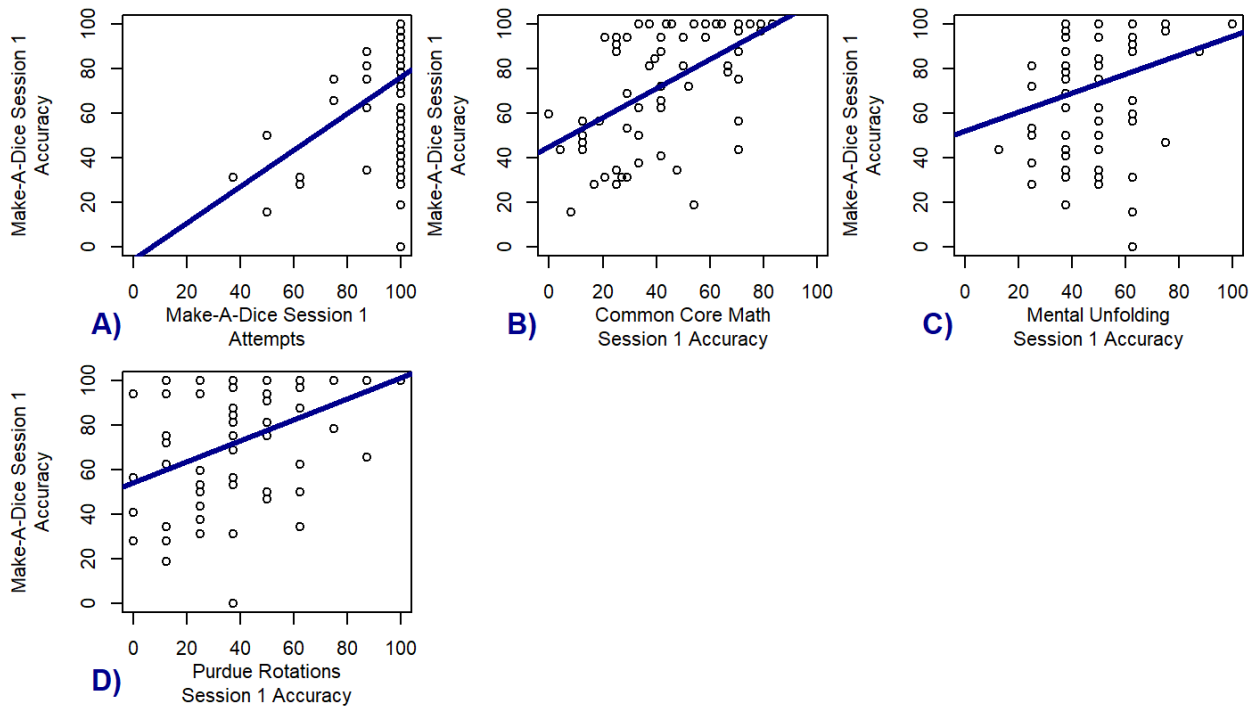 Make-A-Dice Session 1
Accuracy
100
80
60
40
20
0
0 20 40 60 80 100
A)
Make-A-Dice Session 1
Attempts
Make-A-Dice Session 1
Accuracy
100
80
60
40
20
0
0 20 40 60 80 100
B)
Common Core Math
Session 1 Accuracy
Make-A-Dice Session 1
Accuracy
100
80
60
40
20
0
0 20 40 60 80 100
C)
Mental Unfolding
Session 1 Accuracy
Make-A-Dice Session 1
Accuracy
100
80
60
40
20
0
0 20 40 60 80 100
D)
Purdue Rotations
Session 1 Accuracy